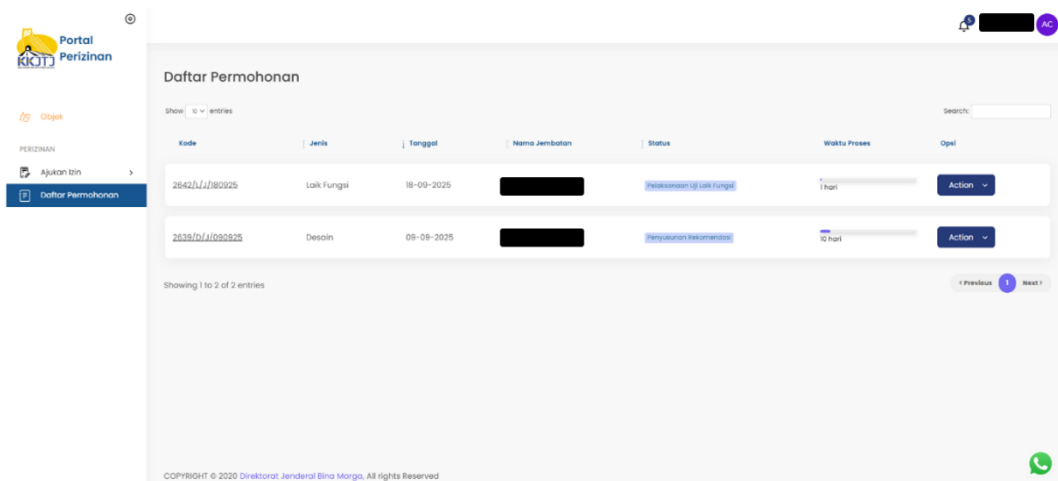 Portal
Perizinan
KKJTJ
5
AC
Objek
PERIZINAN
Ajukan Izin
Daftar Permohonan
Daftar Permohonan
Show 10 entries
Search:
Kode Jenis Tanggal Nama Jembatan Status Waktu Proses Opsi
2642/L/J/180925 Laik Fungsi 18-09-2025 Pelaksanaan Uji Laik Fungsi 1 hari Action
2639/D/J/090925 Desain 09-09-2025 Penyusunan Rekomendasi 10 hari Action
Showing 1 to 2 of 2 entries
‹ Previous 1 Next ›
COPYRIGHT © 2020 Direktorat Jenderal Bina Marga, All rights Reserved